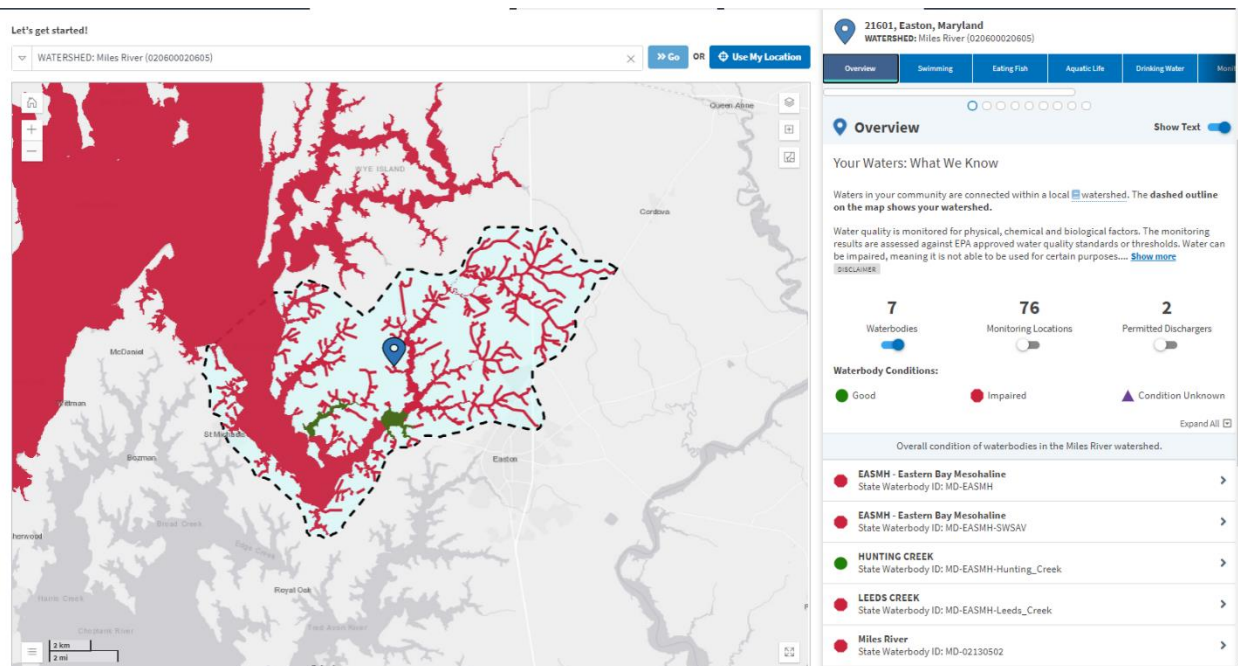 Let's get started!
WATERSHED: Miles River (020600020605)
Go
OR
Use My Location
Queen Anne
WYE ISLAND
Cordova
McDaniel
Wittman
St Michaels
Bozman
Easton
Broad Creek
Edge Creek
Royal Oak
Harris Creek
Choptank River
Tred Avon River
2 km
2 mi
21601, Easton, Maryland
WATERSHED: Miles River (020600020605)
Overview
Swimming
Eating Fish
Aquatic Life
Drinking Water
Overview
Show Text
Your Waters: What We Know
Waters in your community are connected within a local watershed. The dashed outline
on the map shows your watershed.
Water quality is monitored for physical, chemical and biological factors. The monitoring
results are assessed against EPA approved water quality standards or thresholds. Water can
be impaired, meaning it is not able to be used for certain purposes.... Show more
DISCLAIMER
7
Waterbodies
76
Monitoring Locations
2
Permitted Dischargers
Waterbody Conditions:
Good
Impaired
Condition Unknown
Expand All
Overall condition of waterbodies in the Miles River watershed.
EASMH - Eastern Bay Mesohaline
State Waterbody ID: MD-EASMH
EASMH - Eastern Bay Mesohaline
State Waterbody ID: MD-EASMH-SWSAV
HUNTING CREEK
State Waterbody ID: MD-EASMH-Hunting_Creek
LEEDS CREEK
State Waterbody ID: MD-EASMH-Leeds_Creek
Miles River
State Waterbody ID: MD-02130502